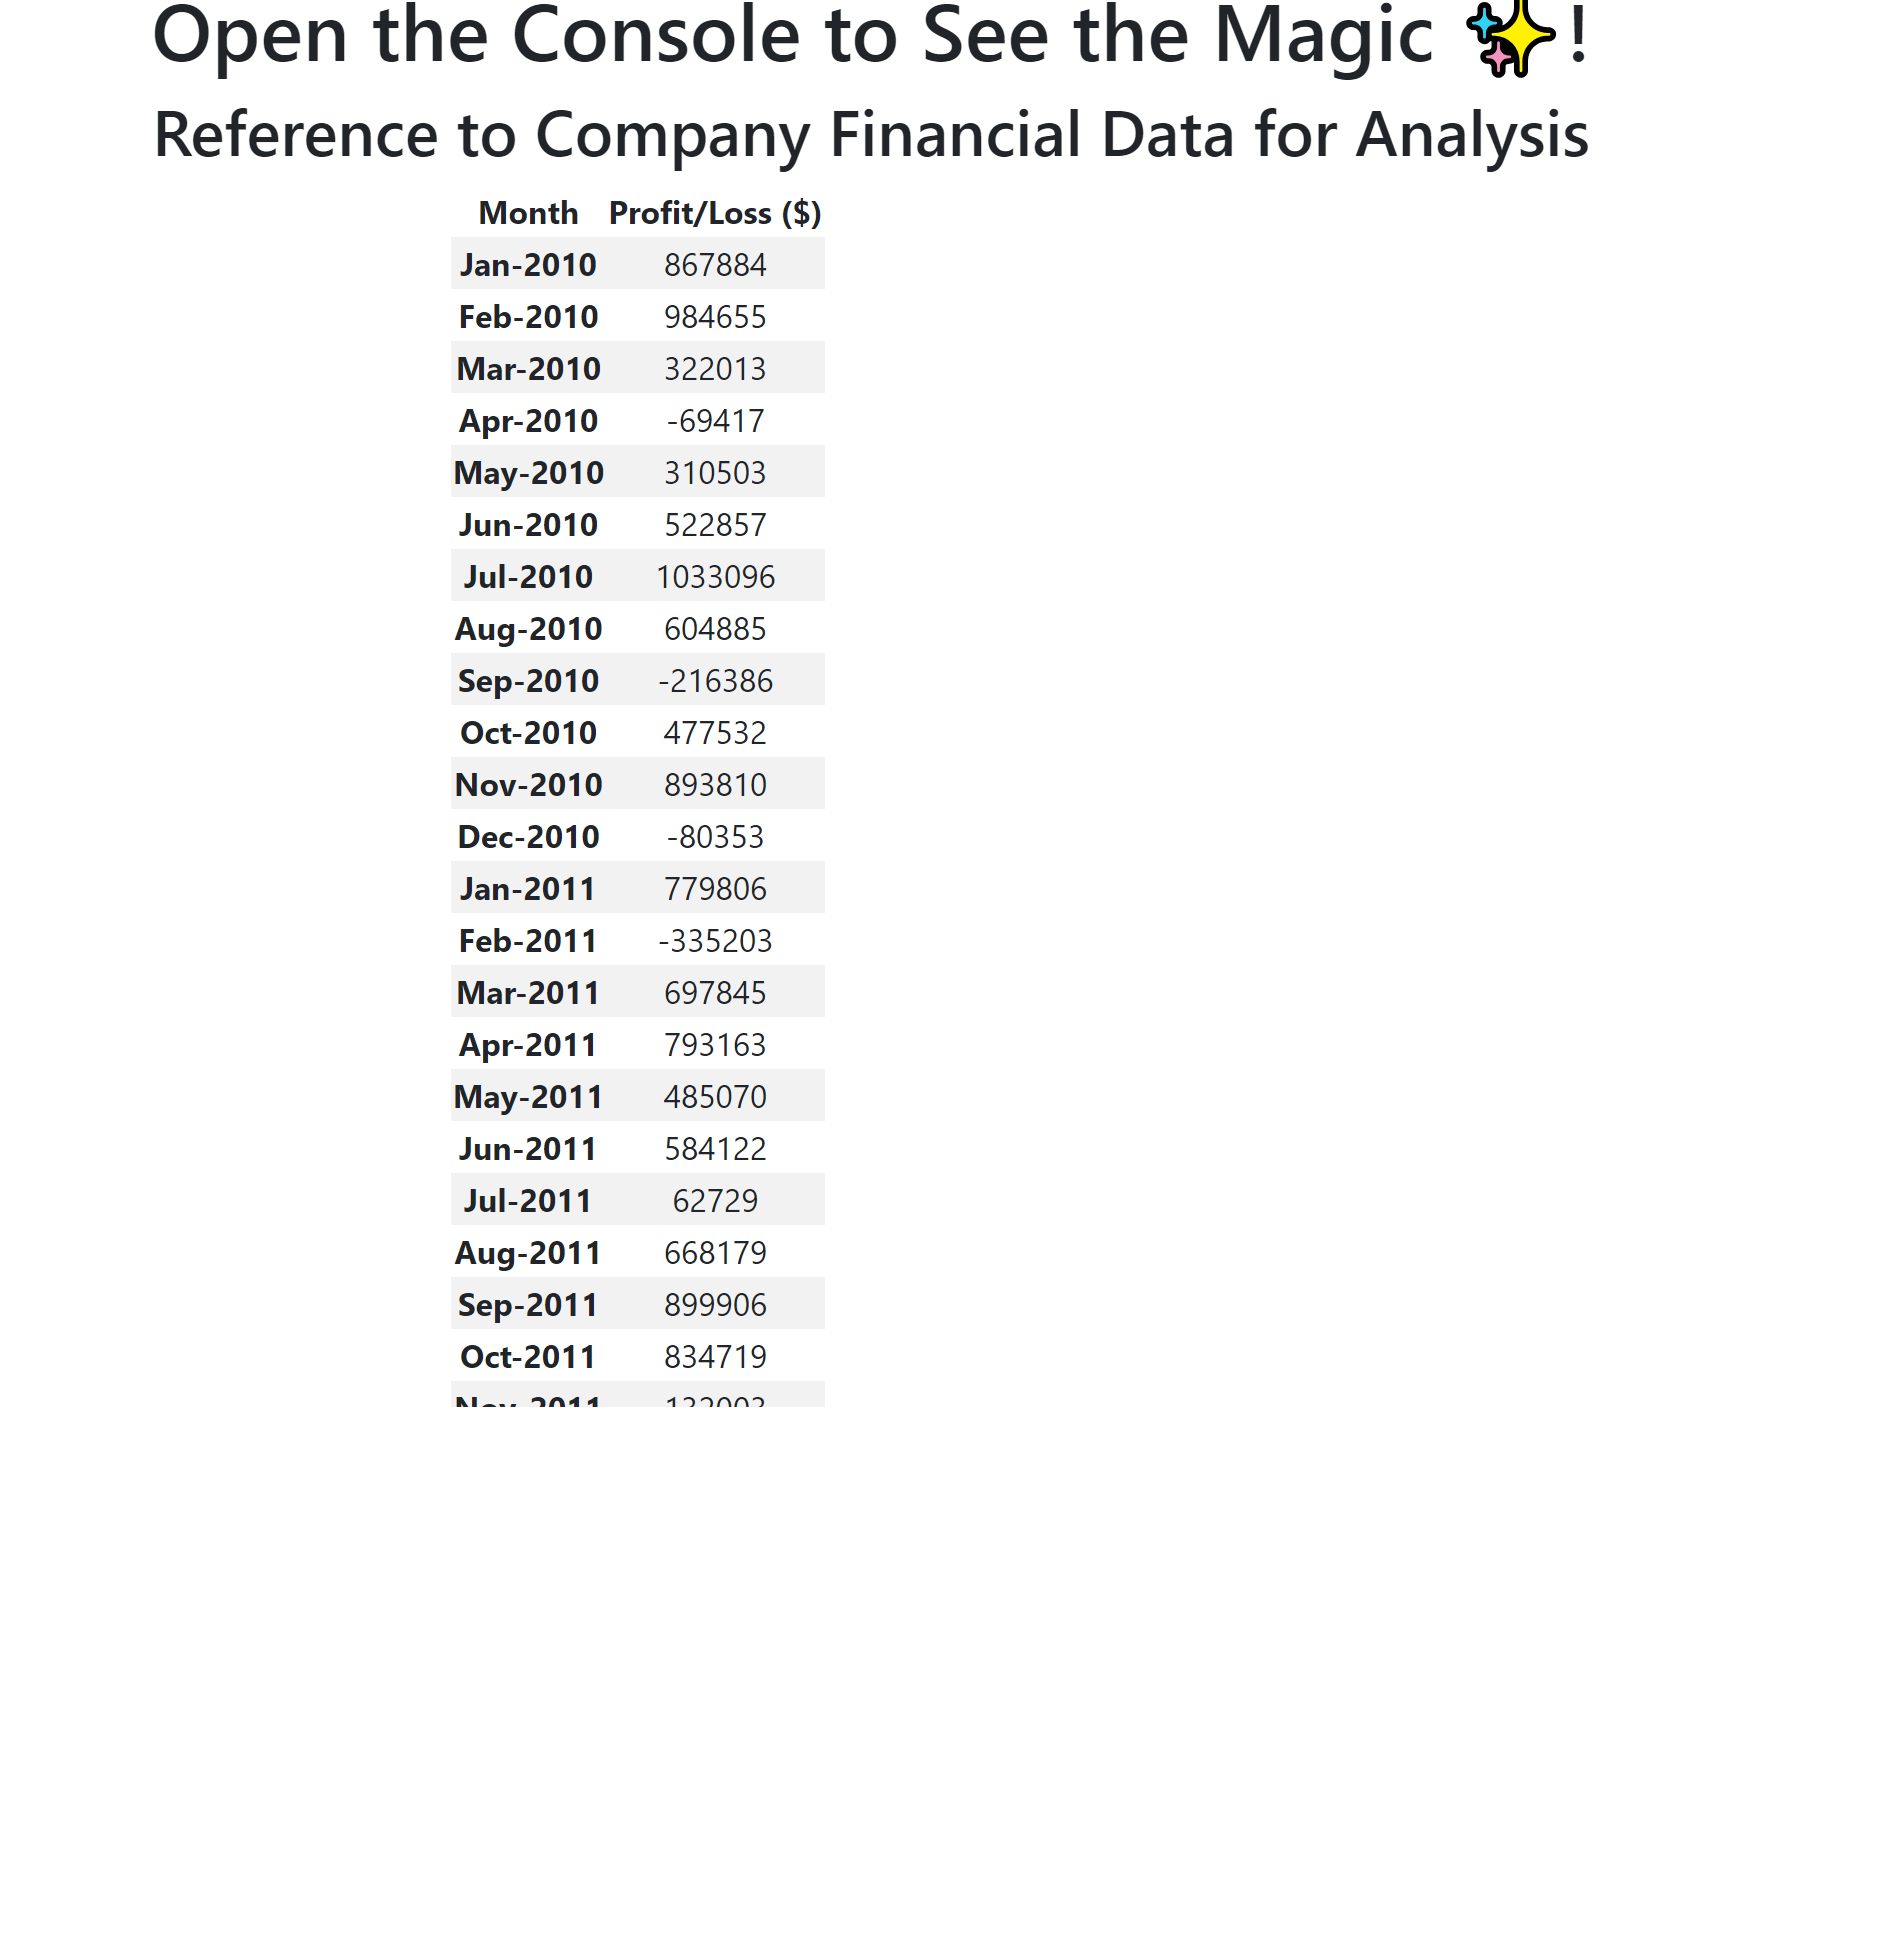 Open the Console to See the Magic ✨!
Reference to Company Financial Data for Analysis
Month Profit/Loss ($)
Jan-2010 867884
Feb-2010 984655
Mar-2010 322013
Apr-2010 -69417
May-2010 310503
Jun-2010 522857
Jul-2010 1033096
Aug-2010 604885
Sep-2010 -216386
Oct-2010 477532
Nov-2010 893810
Dec-2010 -80353
Jan-2011 779806
Feb-2011 -335203
Mar-2011 697845
Apr-2011 793163
May-2011 485070
Jun-2011 584122
Jul-2011 62729
Aug-2011 668179
Sep-2011 899906
Oct-2011 834719
Nov-2011 132003